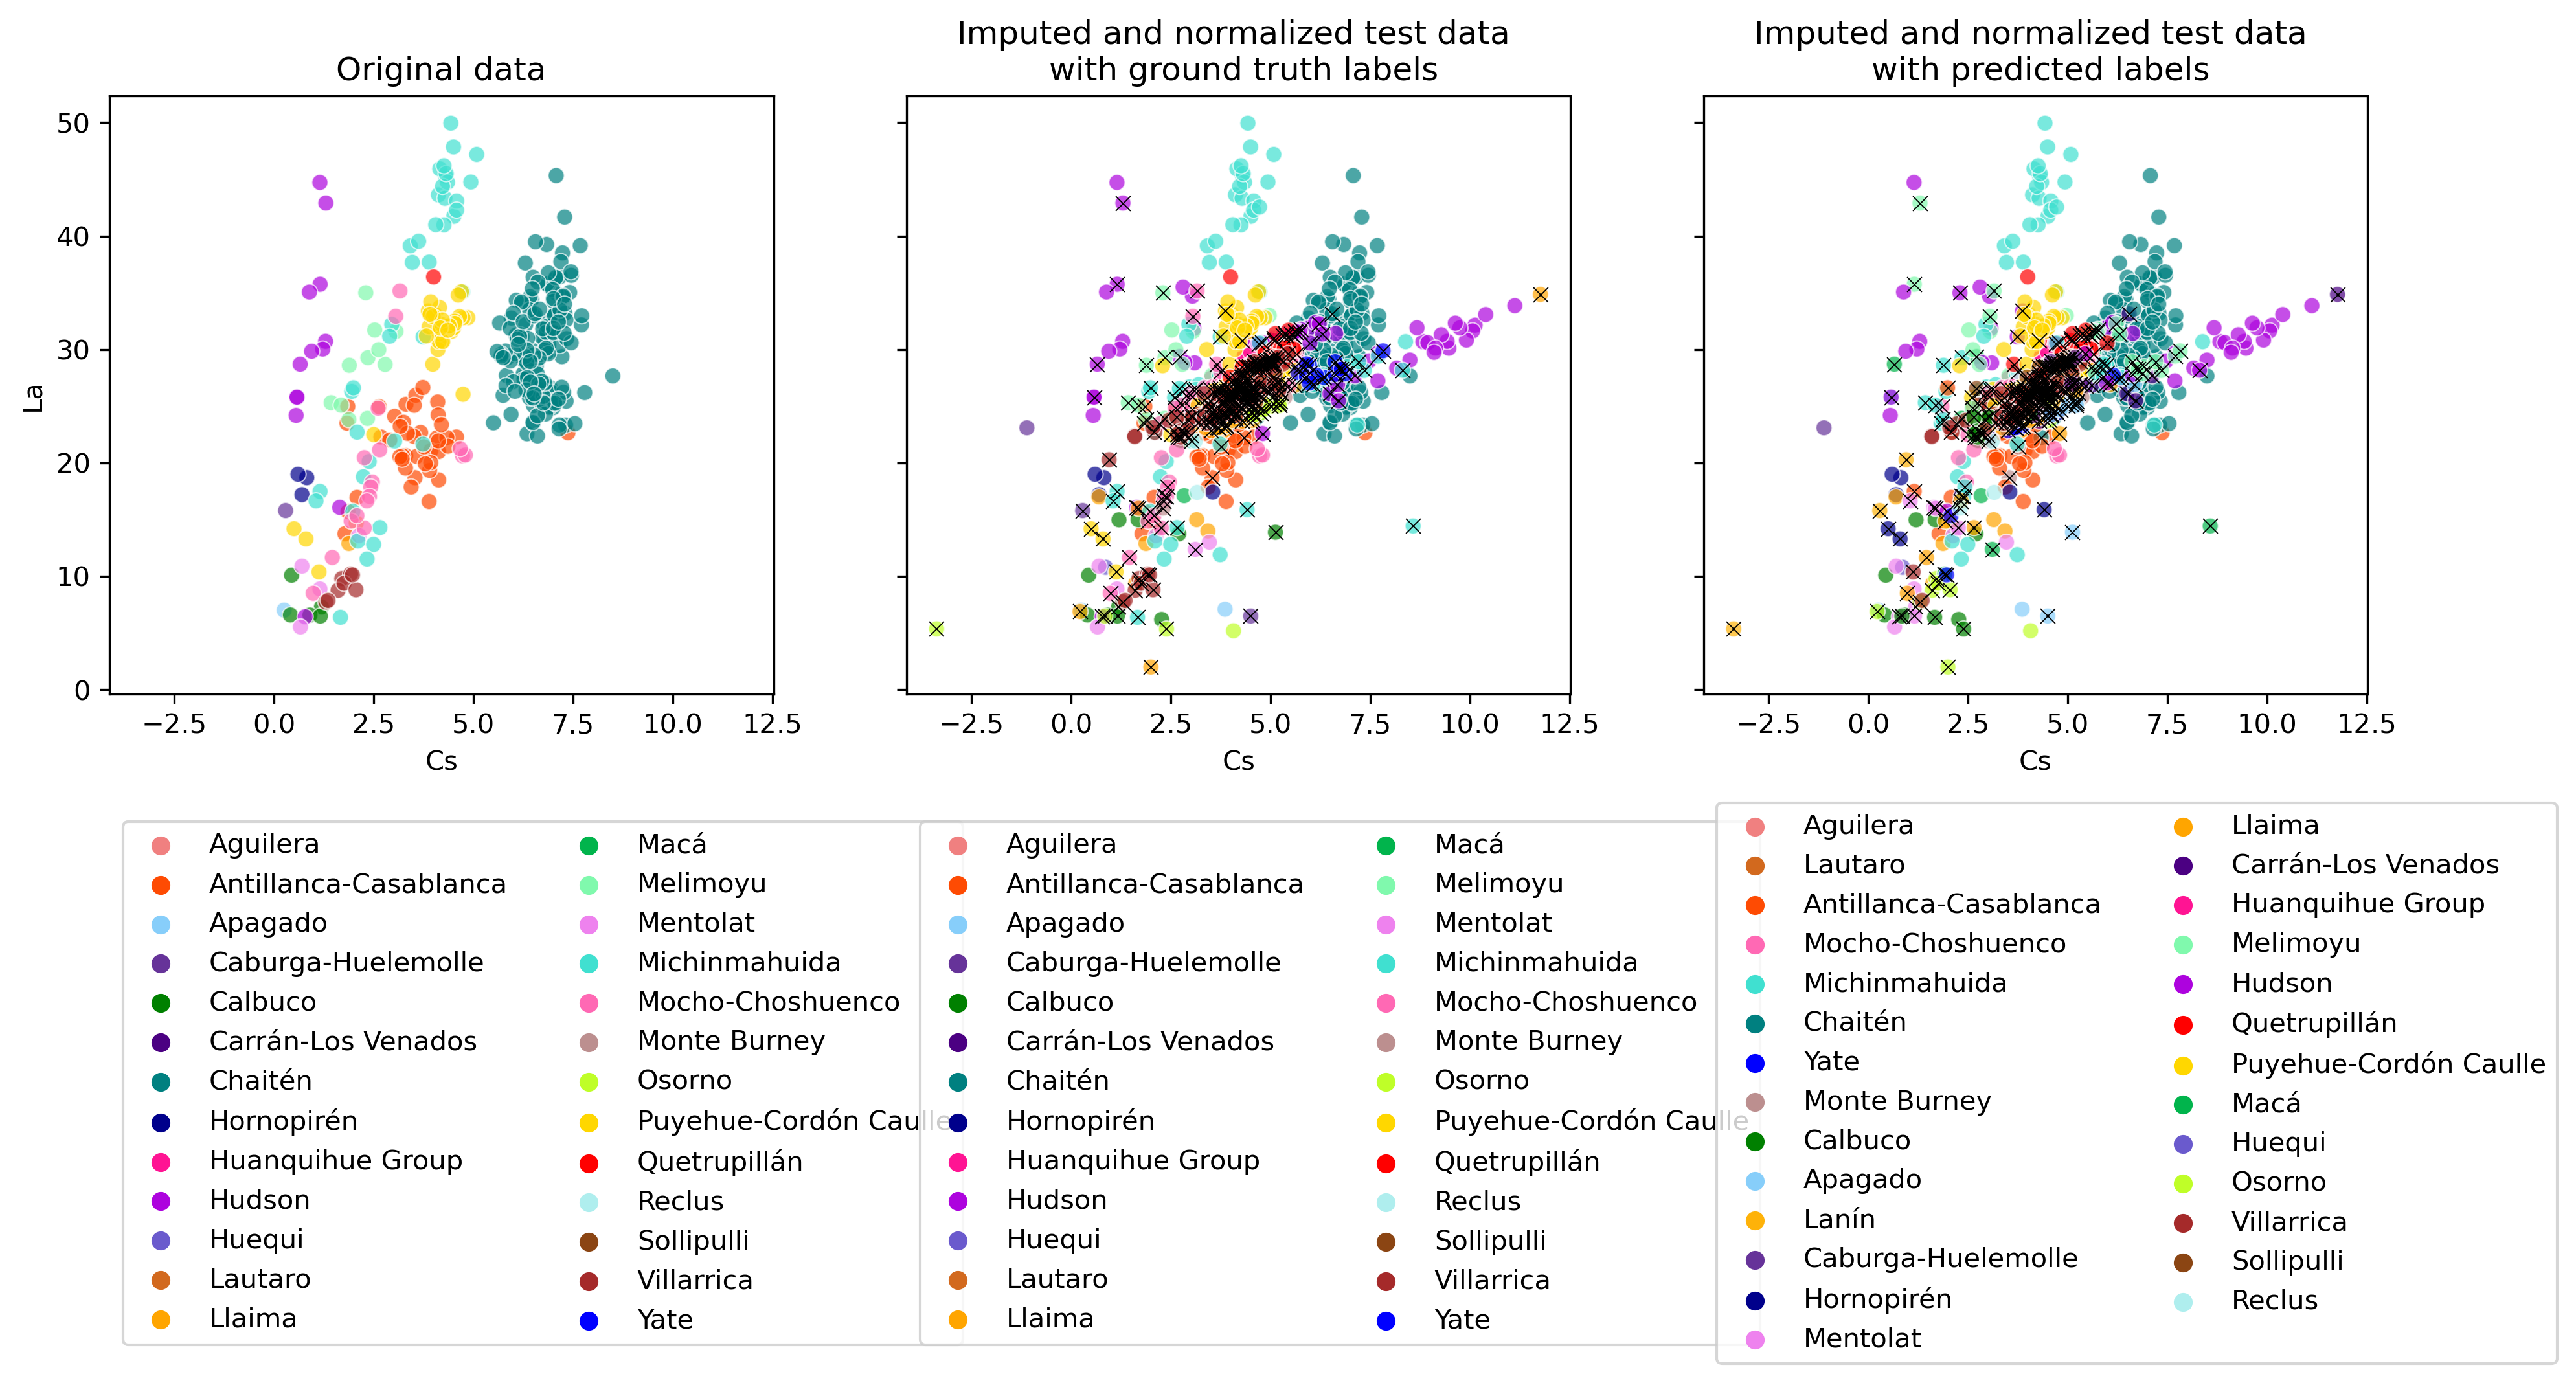 Original data
Imputed and normalized test data
with ground truth labels
Imputed and normalized test data
with predicted labels
La
50
40
30
20
10
0
−2.5 0.0 2.5 5.0 7.5 10.0 12.5
Cs
−2.5 0.0 2.5 5.0 7.5 10.0 12.5
Cs
−2.5 0.0 2.5 5.0 7.5 10.0 12.5
Cs
Aguilera
Antillanca-Casablanca
Apagado
Caburga-Huelemolle
Calbuco
Carrán-Los Venados
Chaitén
Hornopirén
Huanquihue Group
Hudson
Huequi
Lautaro
Llaima
Macá
Melimoyu
Mentolat
Michinmahuida
Mocho-Choshuenco
Monte Burney
Osorno
Puyehue-Cordón Caulle
Quetrupillán
Reclus
Sollipulli
Villarrica
Yate
Aguilera
Antillanca-Casablanca
Apagado
Caburga-Huelemolle
Calbuco
Carrán-Los Venados
Chaitén
Hornopirén
Huanquihue Group
Hudson
Huequi
Lautaro
Llaima
Macá
Melimoyu
Mentolat
Michinmahuida
Mocho-Choshuenco
Monte Burney
Osorno
Puyehue-Cordón Caulle
Quetrupillán
Reclus
Sollipulli
Villarrica
Yate
Aguilera
Lautaro
Antillanca-Casablanca
Mocho-Choshuenco
Michinmahuida
Chaitén
Yate
Monte Burney
Calbuco
Apagado
Lanín
Caburga-Huelemolle
Hornopirén
Mentolat
Llaima
Carrán-Los Venados
Huanquihue Group
Melimoyu
Hudson
Quetrupillán
Puyehue-Cordón Caulle
Macá
Huequi
Osorno
Villarrica
Sollipulli
Reclus